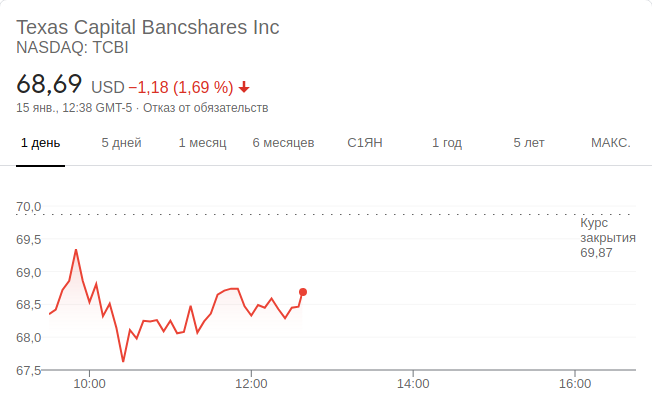 Texas Capital Bancshares Inc
NASDAQ: TCBI
68,69 USD −1,18 (1,69 %)
15 янв., 12:38 GMT-5 · Отказ от обязательств
1 день 5 дней 1 месяц 6 месяцев С1ЯН 1 год 5 лет МАКС.
70,0
Курс
закрытия
69,87
69,5
69,0
68,5
68,0
67,5
10:00 12:00 14:00 16:00